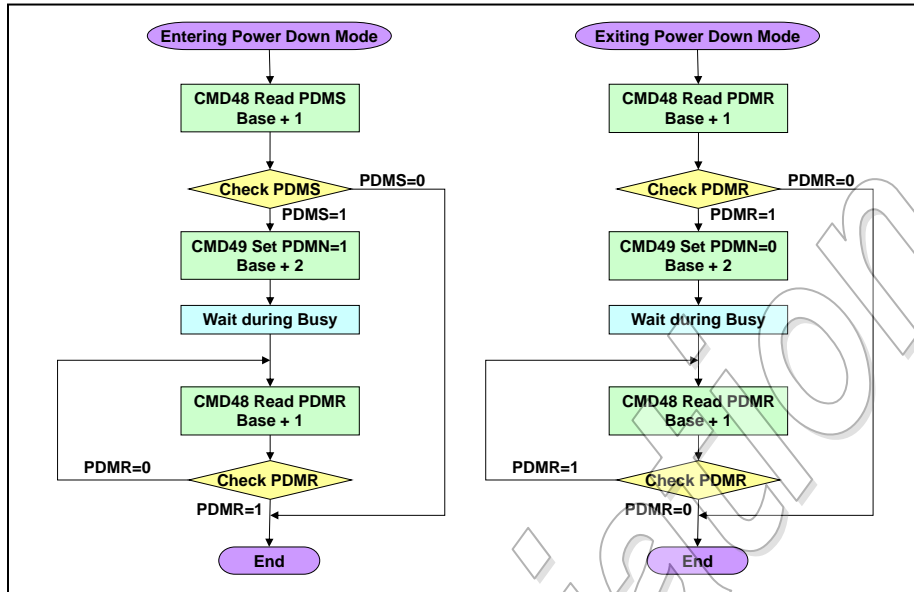 Entering Power Down Mode
CMD48 Read PDMS
Base + 1
Check PDMS
PDMS=0
PDMS=1
CMD49 Set PDMN=1
Base + 2
Wait during Busy
CMD48 Read PDMR
Base + 1
PDMR=0
Check PDMR
PDMR=1
End
Exiting Power Down Mode
CMD48 Read PDMR
Base + 1
Check PDMR
PDMR=0
PDMR=1
CMD49 Set PDMN=0
Base + 2
Wait during Busy
CMD48 Read PDMR
Base + 1
PDMR=1
Check PDMR
PDMR=0
End